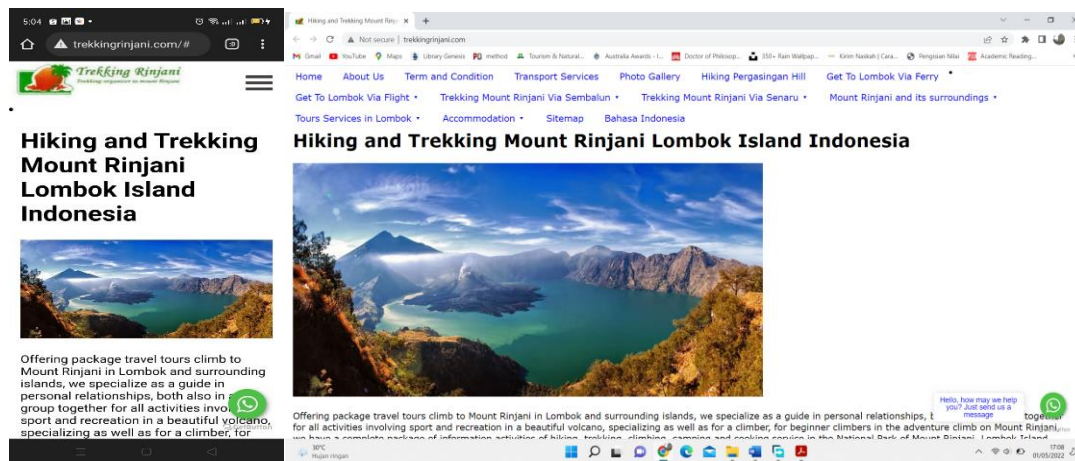 5:04
trekkingrinjani.com/#
Trekking Rinjani
Trekking organizer in mount Rinjani
Hiking and Trekking
Mount Rinjani
Lombok Island
Indonesia
Offering package travel tours climb to
Mount Rinjani in Lombok and surrounding
islands, we specialize as a guide in
personal relationships, both also in a
group together for all activities
sport and recreation in a beautiful volcano,
specializing as well as for a climber, for
Hiking and Trekking Mount Rinj
Not secure | trekkingrinjani.com
Gmail YouTube Maps Library Genesis method Tourism & Natural... Australia Awards - I... Doctor of Philosop... 350+ Rain Wallpap... Kirim Naskah | Cara... Pengisian Nilai Academic Reading...
Home About Us Term and Condition Transport Services Photo Gallery Hiking Pergasingan Hill Get To Lombok Via Ferry
Get To Lombok Via Flight Trekking Mount Rinjani Via Sembalun Trekking Mount Rinjani Via Senaru Mount Rinjani and its surroundings
Tours Services in Lombok Accommodation Sitemap Bahasa Indonesia
Hiking and Trekking Mount Rinjani Lombok Island Indonesia
Hello, how may we help
you? Just send us a
message
Offering package travel tours climb to Mount Rinjani in Lombok and surrounding islands, we specialize as a guide in personal relationships,
for all activities involving sport and recreation in a beautiful volcano, specializing as well as for a climber, for beginner climbers in the adventure climb on Mount Rinjani,
we have a complete package of information activities of hiking, trekking, climbing, camping and cooking service in the National Park of Mount Rinjani, Lombok Island
30°C
Hujan ringan
17:08
01/05/2022